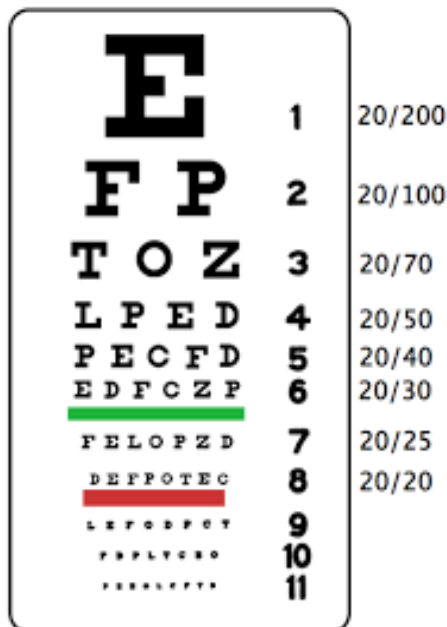 E 1 20/200
F P 2 20/100
T O Z 3 20/70
L P E D 4 20/50
P E C F D 5 20/40
E D F C Z P 6 20/30
F E L O P Z D 7 20/25
D E F P O T E C 8 20/20
L E F O D P C T 9
10
11